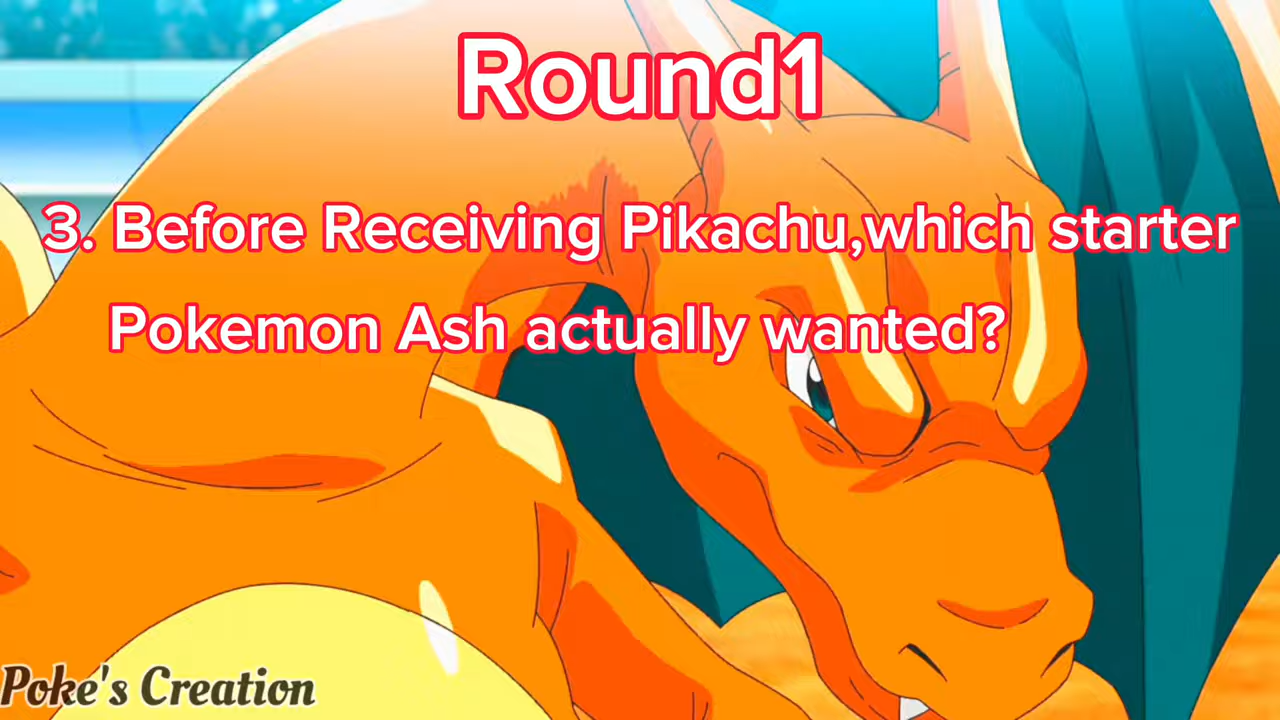 Round1
3. Before Receiving Pikachu,which starter
Pokemon Ash actually wanted?
Poke's Creation